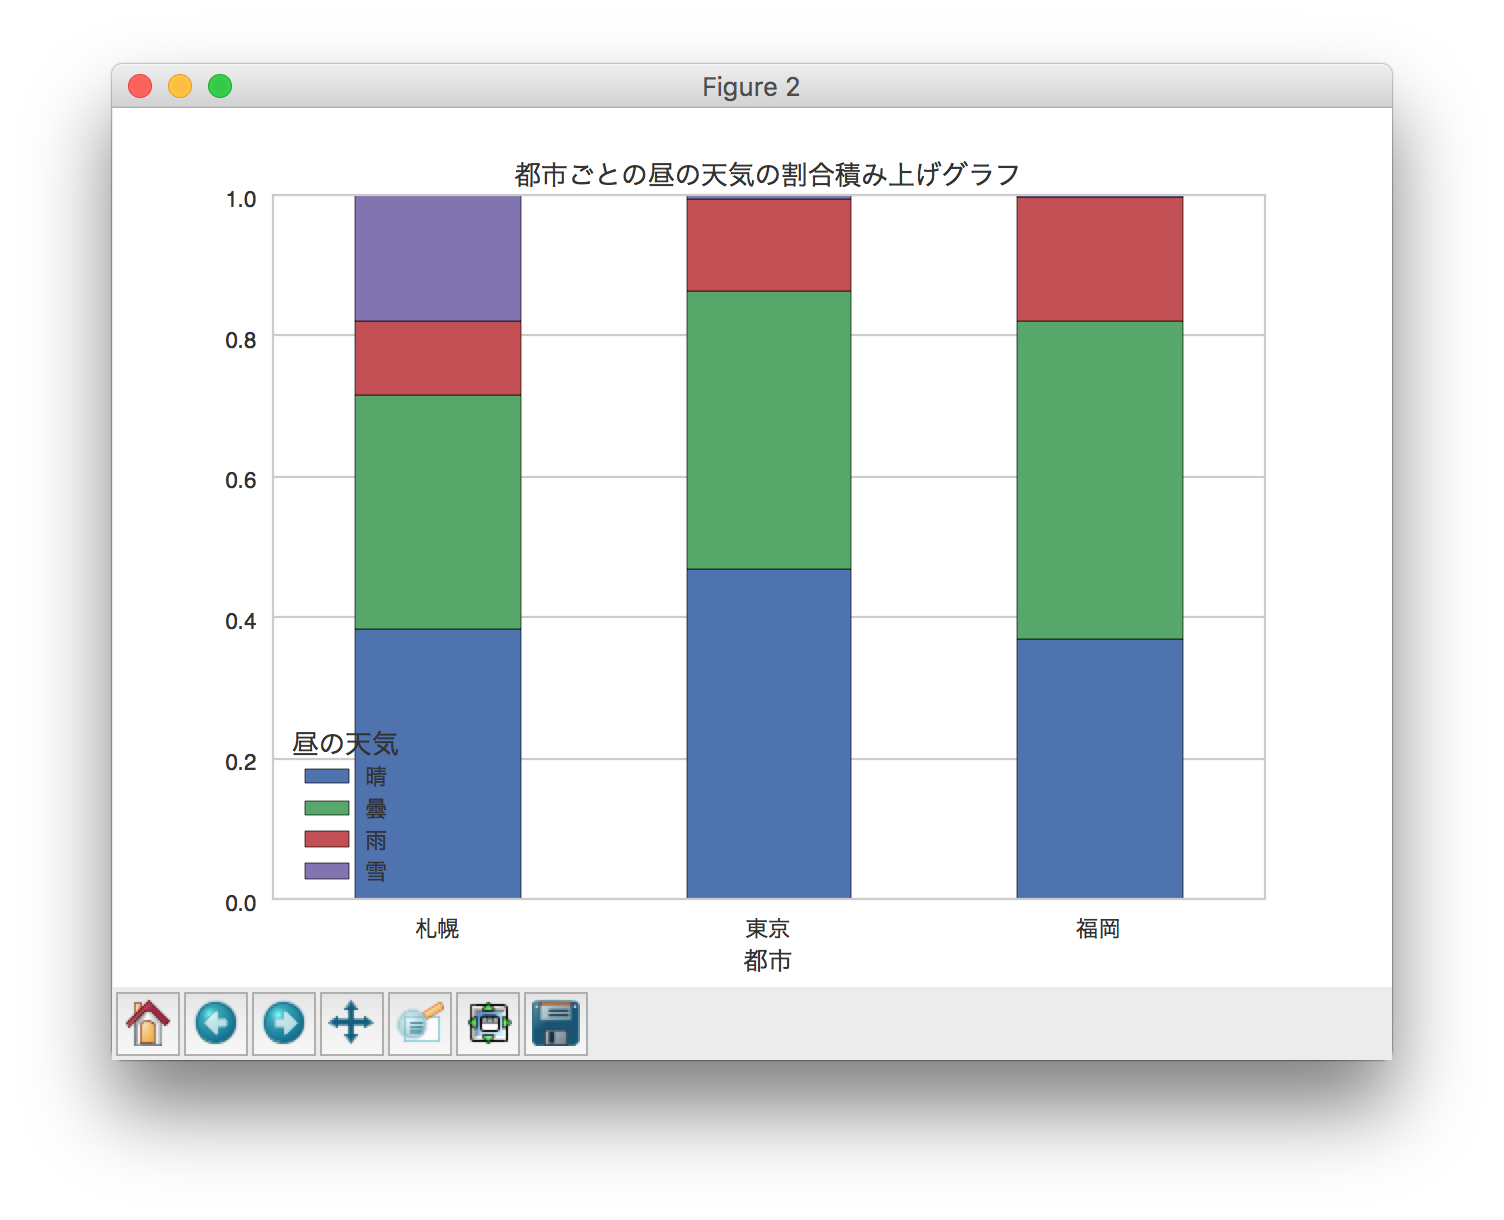 Figure 2
都市ごとの昼の天気の割合積み上げグラフ
1.0
0.8
0.6
0.4
0.2
0.0
昼の天気
晴
曇
雨
雪
札幌 東京 福岡
都市